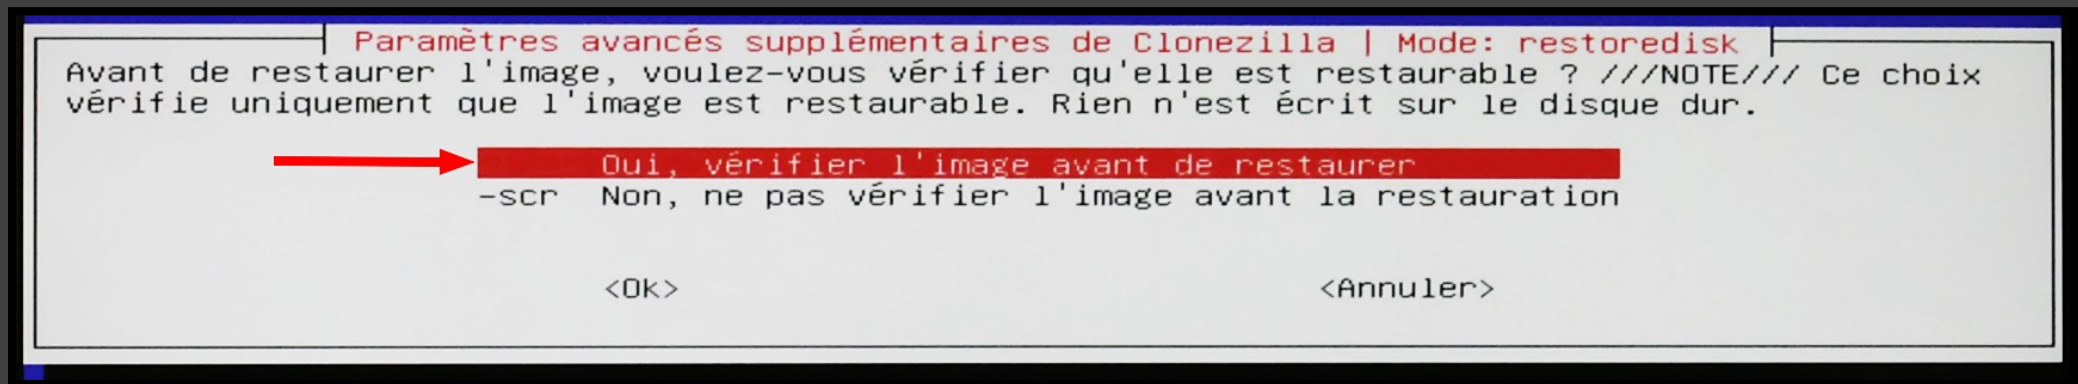 Paramètres avancés supplémentaires de Clonezilla | Mode: restoredisk
Avant de restaurer l'image, voulez-vous vérifier qu'elle est restaurable ? ///NOTE/// Ce choix
vérifie uniquement que l'image est restaurable. Rien n'est écrit sur le disque dur.
Oui, vérifier l'image avant de restaurer
-scr Non, ne pas vérifier l'image avant la restauration
<Ok> <Annuler>